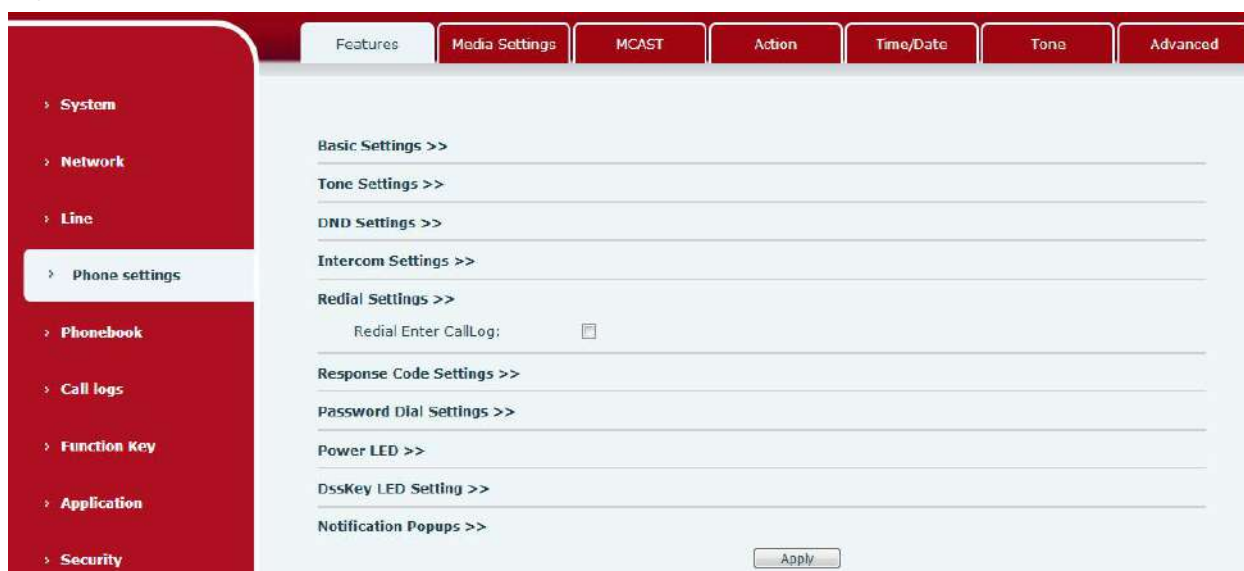 Features Media Settings MCAST Action Time/Date Tone Advanced
› System
› Network
› Line
› Phone settings
› Phonebook
› Call logs
› Function Key
› Application
› Security
Basic Settings >>
Tone Settings >>
DND Settings >>
Intercom Settings >>
Redial Settings >>
Redial Enter CallLog:
Response Code Settings >>
Password Dial Settings >>
Power LED >>
DssKey LED Setting >>
Notification Popups >>
Apply